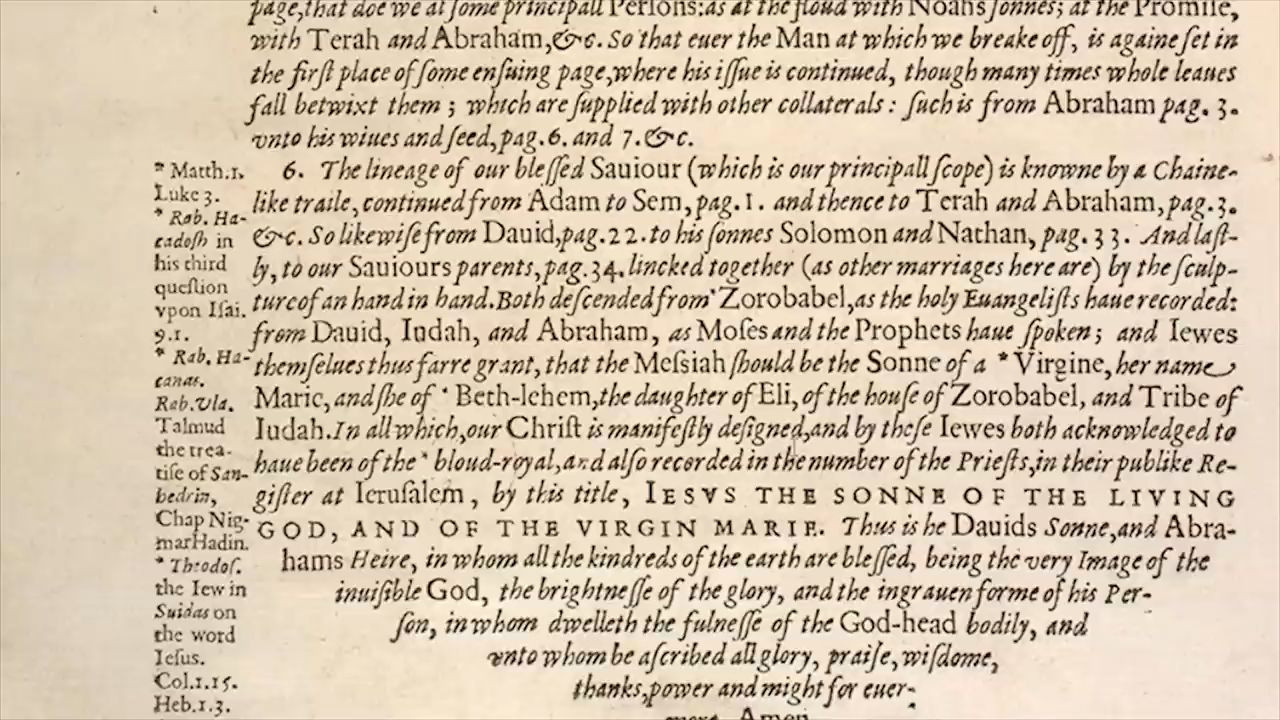 page, that doe we at ſome principall Perſons: as at the floud with Noahs ſonnes; at the Promiſe,
with Terah and Abraham, &c. So that euer the Man at which we breake off, is againe ſet in
the firſt place of ſome enſuing page, where his iſſue is continued, though many times whole leaues
fall betwixt them; which are ſupplied with other collaterals: ſuch is from Abraham pag. 3.
vnto his wiues and ſeed, pag. 6. and 7. &c.
6. The lineage of our bleſſed Sauiour (which is our principall ſcope) is knowne by a Chaine-
like traile, continued from Adam to Sem, pag. 1. and thence to Terah and Abraham, pag. 3.
&c. So likewiſe from Dauid, pag. 22. to his ſonnes Solomon and Nathan, pag. 33. And laſt-
ly, to our Sauiours parents, pag. 34. lincked together (as other marriages here are) by the ſculp-
ture of an hand in hand. Both deſcended from * Zorobabel, as the holy Euangeliſts haue recorded:
from Dauid, Iudah, and Abraham, as Moſes and the Prophets haue ſpoken; and Iewes
themſelues thus farre grant, that the Meſsiah ſhould be the Sonne of a * Virgine, her name
Marie, and ſhe of * Beth-lehem, the daughter of Eli, of the houſe of Zorobabel, and Tribe of
Iudah. In all which, our Chriſt is manifeſtly deſigned, and by theſe Iewes both acknowledged to
haue been of the * bloud-royal, and alſo recorded in the number of the Prieſts, in their publike Re-
giſter at Ieruſalem, by this title, IESVS THE SONNE OF THE LIVING
GOD, AND OF THE VIRGIN MARIE. Thus is he Dauids Sonne, and Abra-
hams Heire, in whom all the kindreds of the earth are bleſſed, being the very Image of the
inuiſible God, the brightneſſe of the glory, and the ingrauen forme of his Per-
ſon, in whom dwelleth the fulneſſe of the God-head bodily, and
vnto whom be aſcribed all glory, praiſe, wiſdome,
thanks, power and might for euer-
more. Amen.
* Matth.1.
Luke 3.
* Rab. Ha-
cadoſh in
his third
queſtion
vpon Iſai.
9.1.
* Rab. Ha-
canas.
Rab. Vla.
Talmud
the trea-
tiſe of San-
hedrin,
Chap Nig-
marHadin.
* Theodoſ.
the Iew in
Suidas on
the word
Ieſus.
Col.1.15.
Heb.1.3.